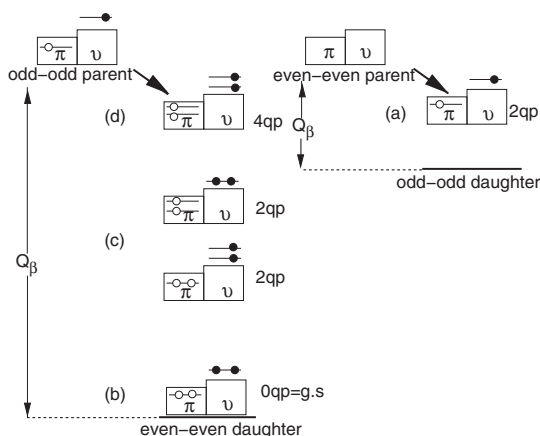 π υ
odd-odd parent
π υ
even-even parent
(d)
π υ
4qp
(a)
π υ
2qp
Qβ
odd-odd daughter
π υ
2qp
(c)
Qβ
π υ
2qp
(b)
π υ
0qp=g.s
even-even daughter